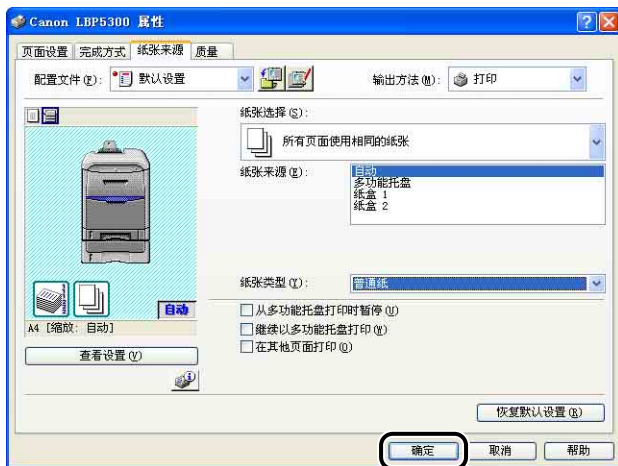 Canon LBP5300 属性
页面设置 完成方式 纸张来源 质量
配置文件(F): 默认设置 输出方法(M): 打印
纸张选择(S):
所有页面使用相同的纸张
纸张来源(E):
自动
多功能托盘
纸盒 1
纸盒 2
纸张类型(Y): 普通纸
自动
A4 [缩放: 自动]
从多功能托盘打印时暂停(U)
继续以多功能托盘打印(W)
在其他页面打印(O)
查看设置(V)
恢复默认设置(R)
确定 取消 帮助